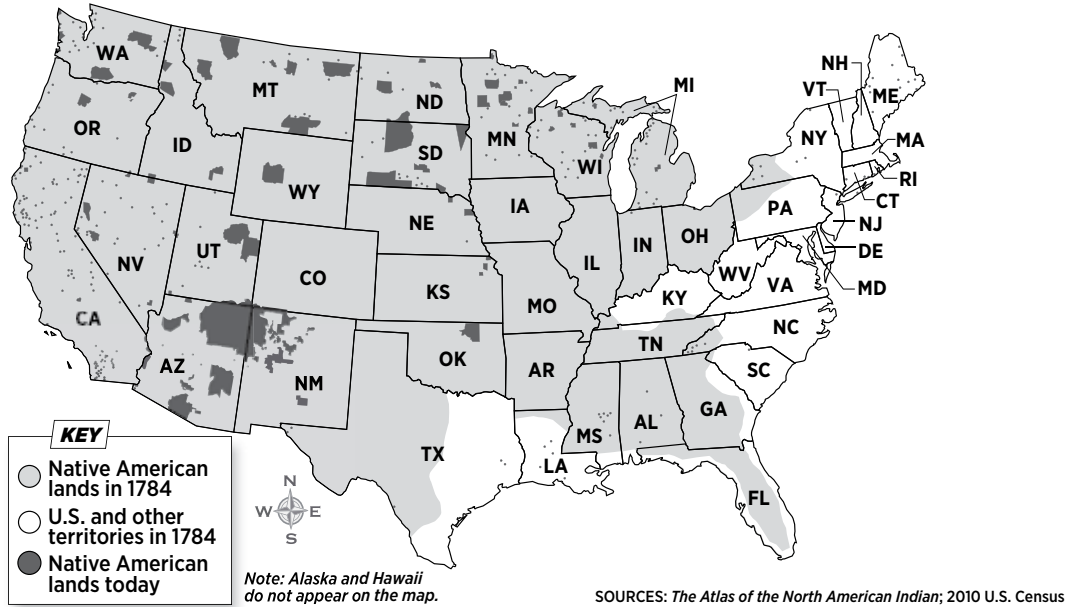 WA
MT
ND
MN
MI
NH
VT
ME
OR
ID
SD
WI
NY
MA
RI
CT
WY
NE
IA
PA
NJ
DE
MD
NV
UT
CO
KS
MO
IL
IN
OH
WV
VA
KY
CA
AZ
NM
OK
AR
TN
NC
SC
TX
LA
MS
AL
GA
FL
KEY
Native American
lands in 1784
U.S. and other
territories in 1784
Native American
lands today
N
W E
S
Note: Alaska and Hawaii
do not appear on the map.
SOURCES: The Atlas of the North American Indian; 2010 U.S. Census